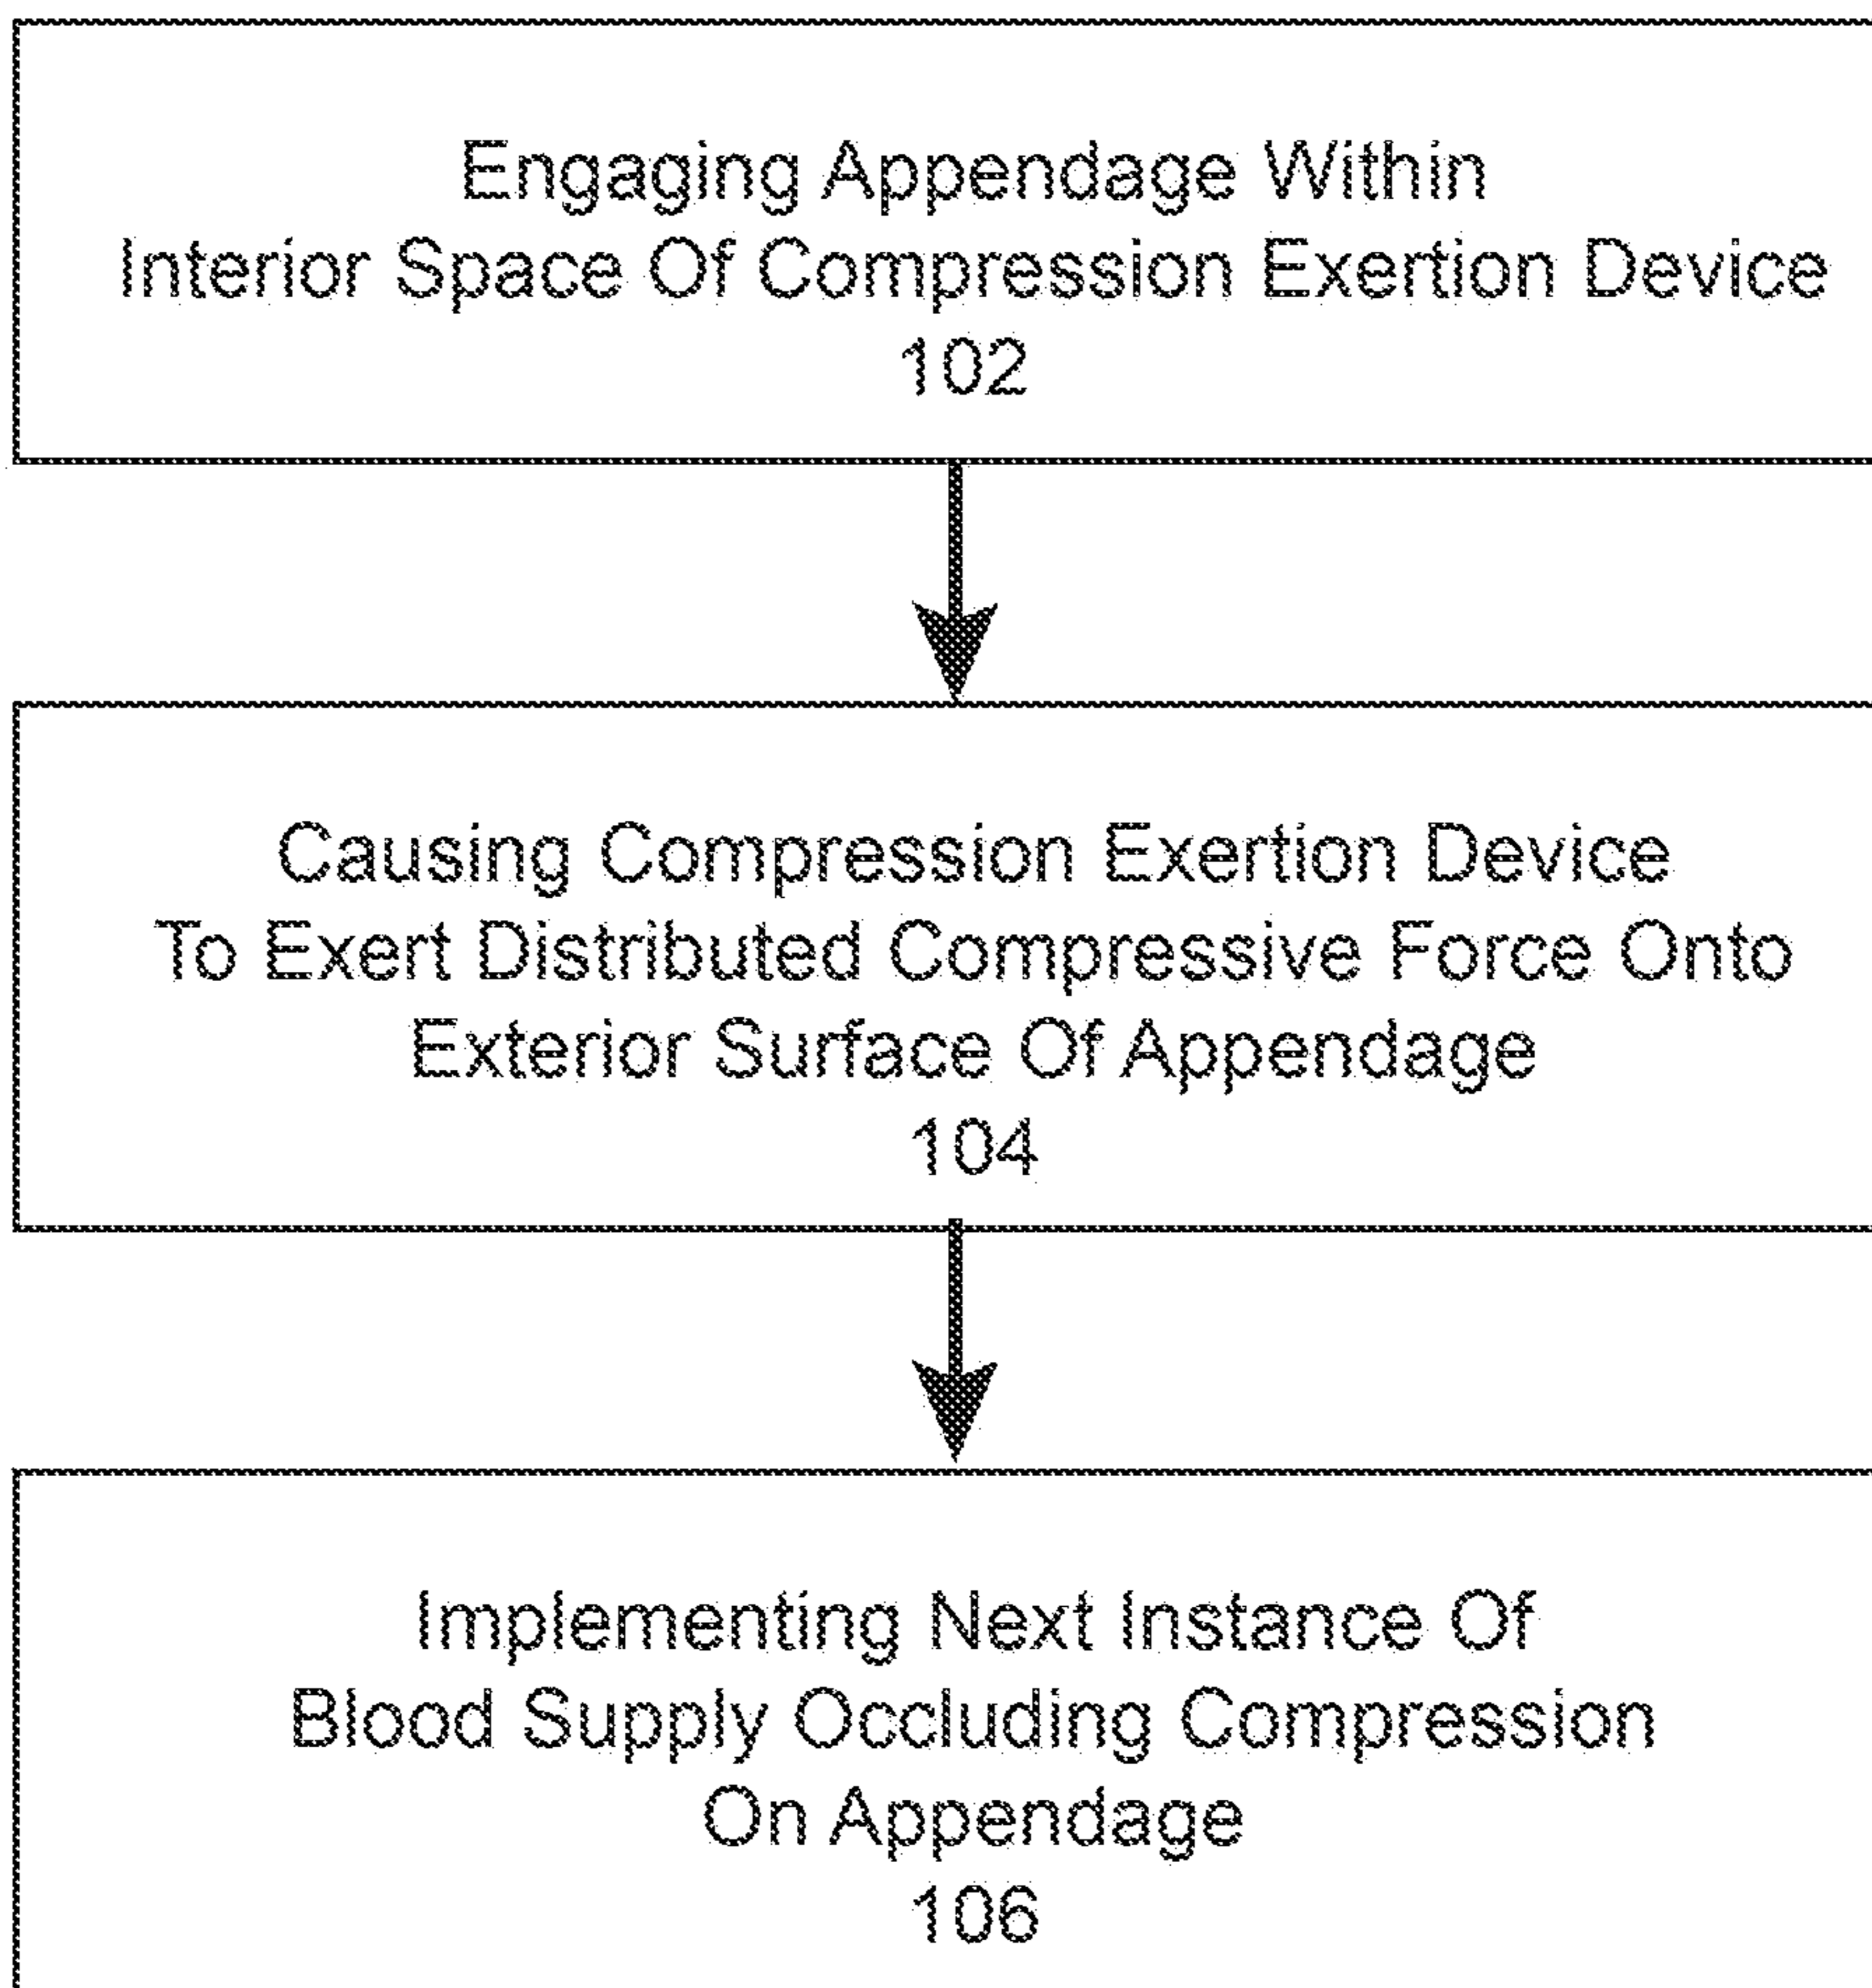 Engaging Appendage Within
Interior Space Of Compression Exertion Device
102
Causing Compression Exertion Device
To Exert Distributed Compressive Force Onto
Exterior Surface Of Appendage
104
Implementing Next Instance Of
Blood Supply Occluding Compression
On Appendage
106